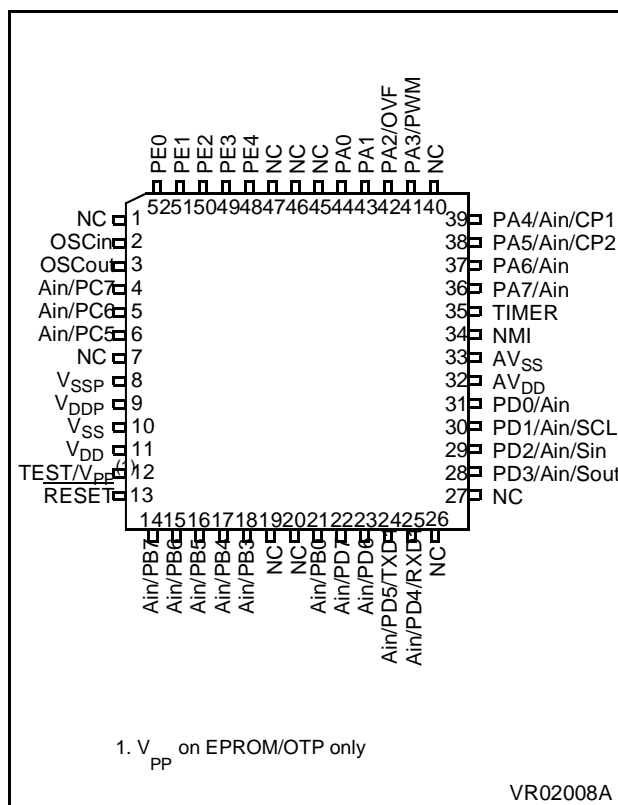 PE0
PE1
PE2
PE3
PE4
NC
NC
NC
PA0
PA1
PA2/OVF
PA3/PWM
NC
52 51 50 49 48 47 46 45 44 43 42 41 40
NC 1
OSCin 2
OSCout 3
Ain/PC7 4
Ain/PC6 5
Ain/PC5 6
NC 7
VSSP 8
VDDP 9
VSS 10
VDD 11
TEST/VPP(1) 12
RESET 13
39 PA4/Ain/CP1
38 PA5/Ain/CP2
37 PA6/Ain
36 PA7/Ain
35 TIMER
34 NMI
33 AVSS
32 AVDD
31 PD0/Ain
30 PD1/Ain/SCL
29 PD2/Ain/Sin
28 PD3/Ain/Sout
27 NC
14 15 16 17 18 19 20 21 22 23 24 25 26
Ain/PB7
Ain/PB6
Ain/PB5
Ain/PB4
Ain/PB3
NC
NC
Ain/PB0
Ain/PD7
Ain/PD6
Ain/PD5/TXD1
Ain/PD4/RXD1
NC
1. VPP on EPROM/OTP only
VR02008A